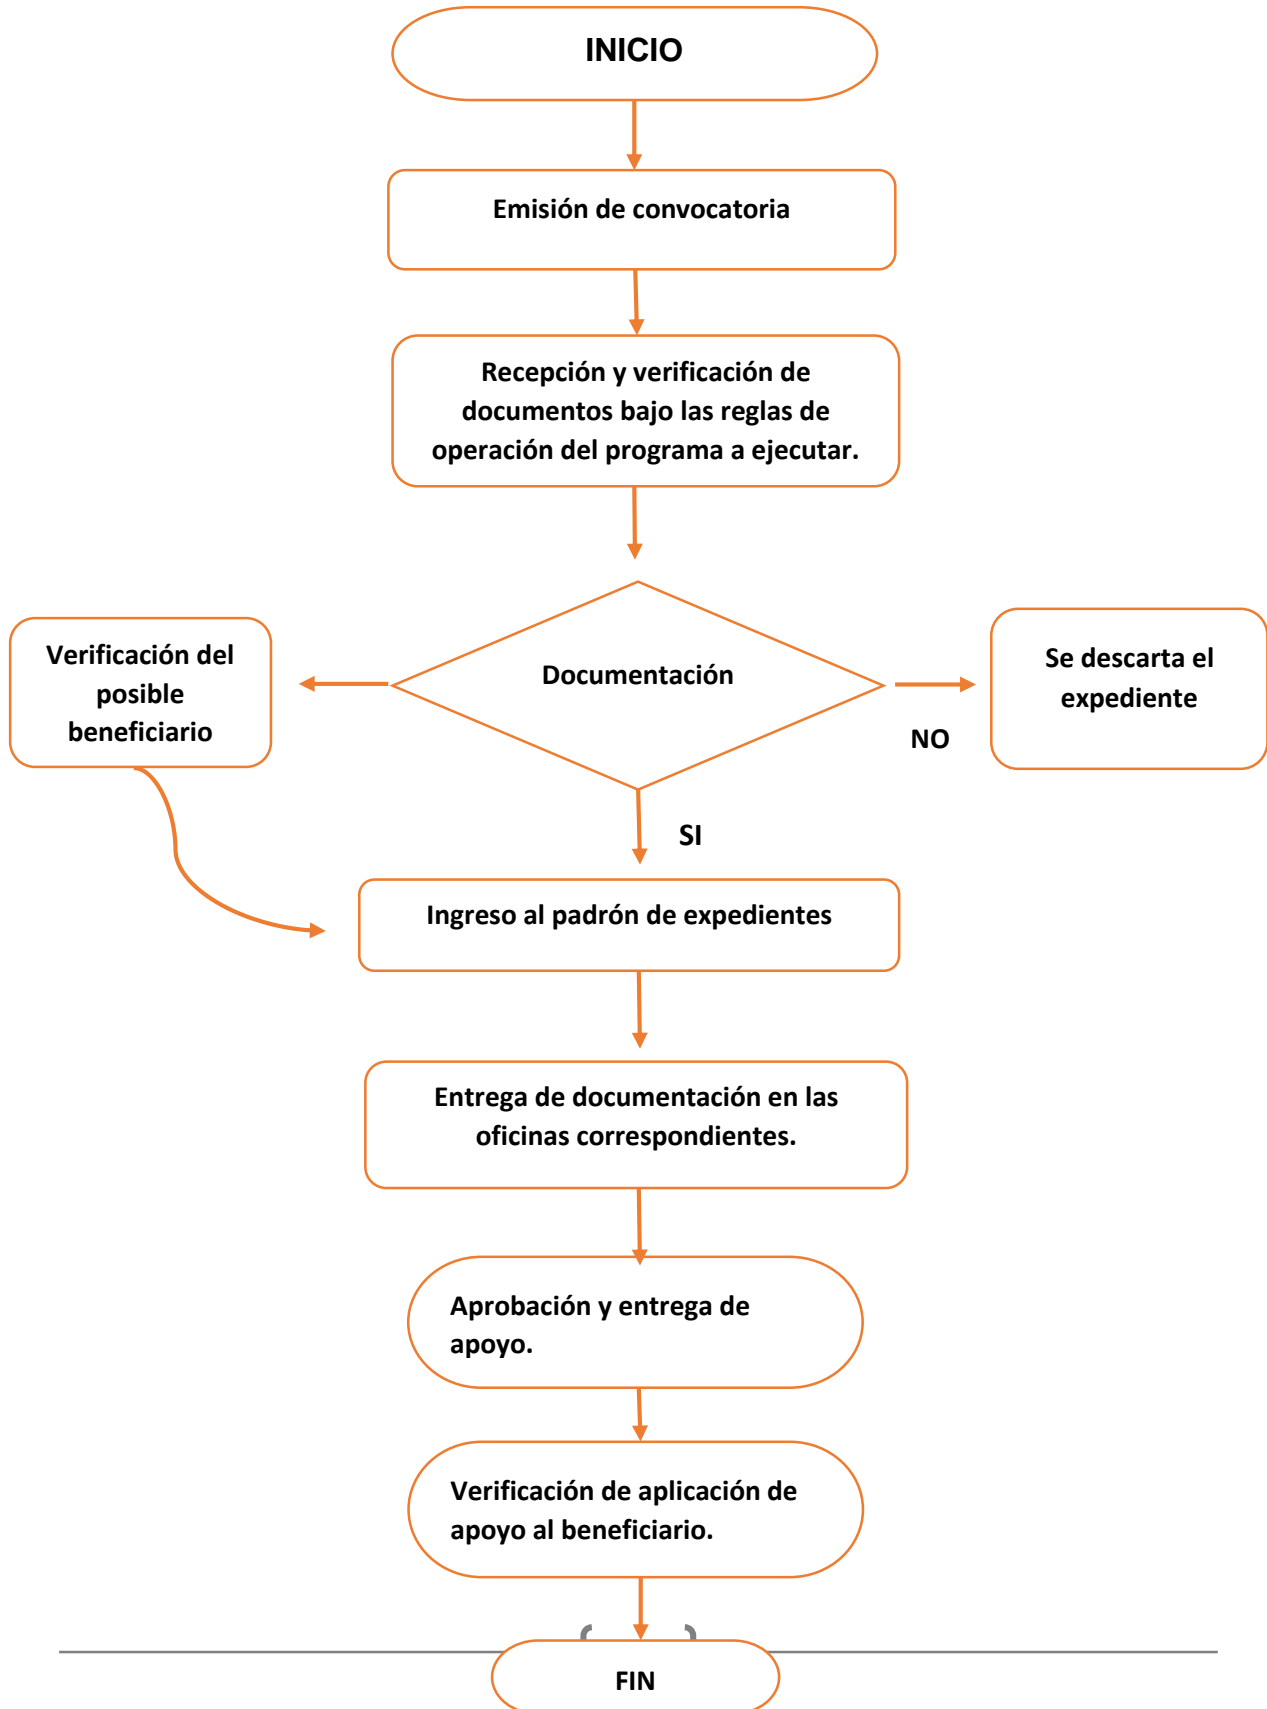 INICIO
Emisión de convocatoria
Recepción y verificación de
documentos bajo las reglas de
operación del programa a ejecutar.
Verificación del
posible
beneficiario
Documentación
Se descarta el
expediente
NO
SI
Ingreso al padrón de expedientes
Entrega de documentación en las
oficinas correspondientes.
Aprobación y entrega de
apoyo.
Verificación de aplicación de
apoyo al beneficiario.
FIN